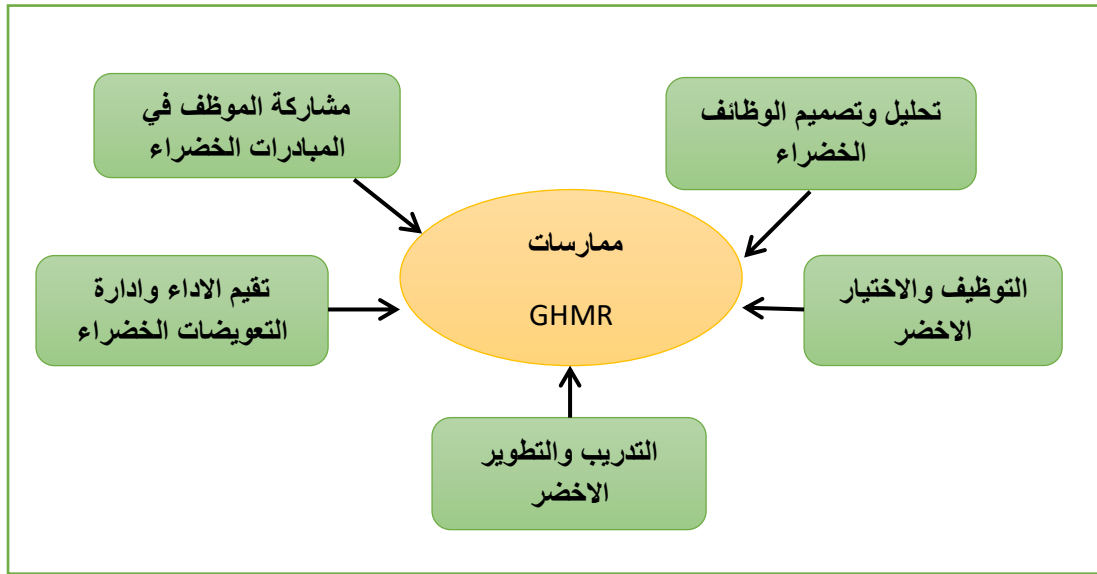 تحليل وتصميم الوظائف
الخضراء
مشاركة الموظف في
المبادرات الخضراء
ممارسات
GHMR
التوظيف والاختيار
الاخضر
تقيم الاداء وادارة
التعويضات الخضراء
التدريب والتطوير
الاخضر